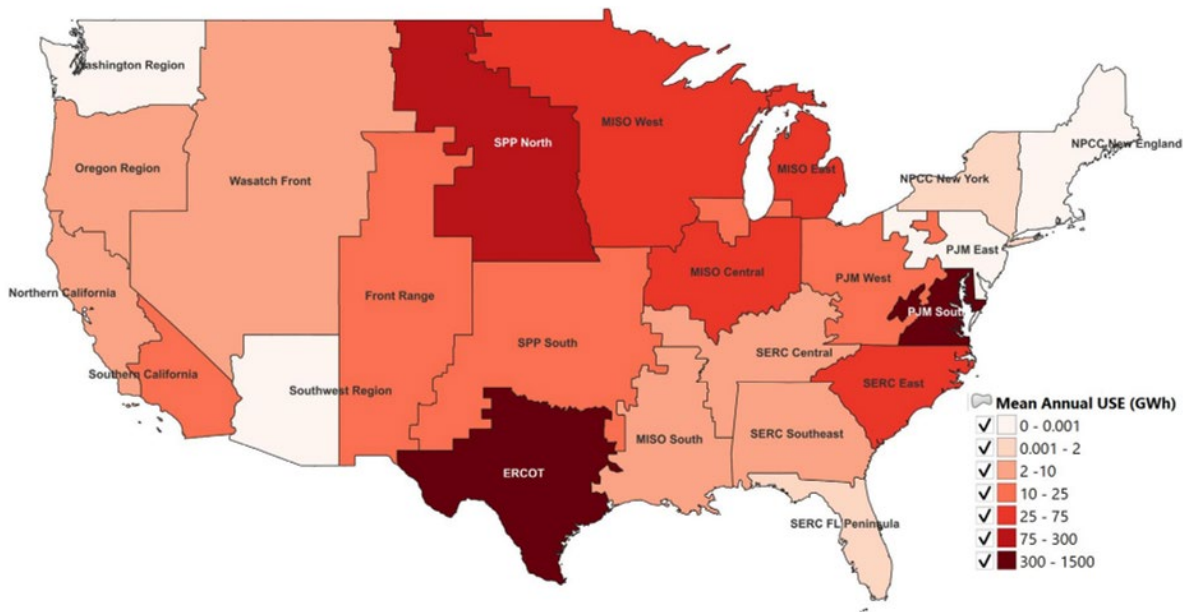 Washington Region
MISO West
SPP North
NPCC New England
Oregon Region
MISO East
Wasatch Front
NPCC New York
PJM East
MISO Central
PJM West
Northern California
Front Range
PJM South
SPP South
SERC Central
Southern California
SERC East
Southwest Region
Mean Annual USE (GWh)
0 - 0.001
MISO South
SERC Southeast
0.001 - 2
ERCOT
2 -10
10 - 25
25 - 75
SERC FL Peninsula
75 - 300
300 - 1500